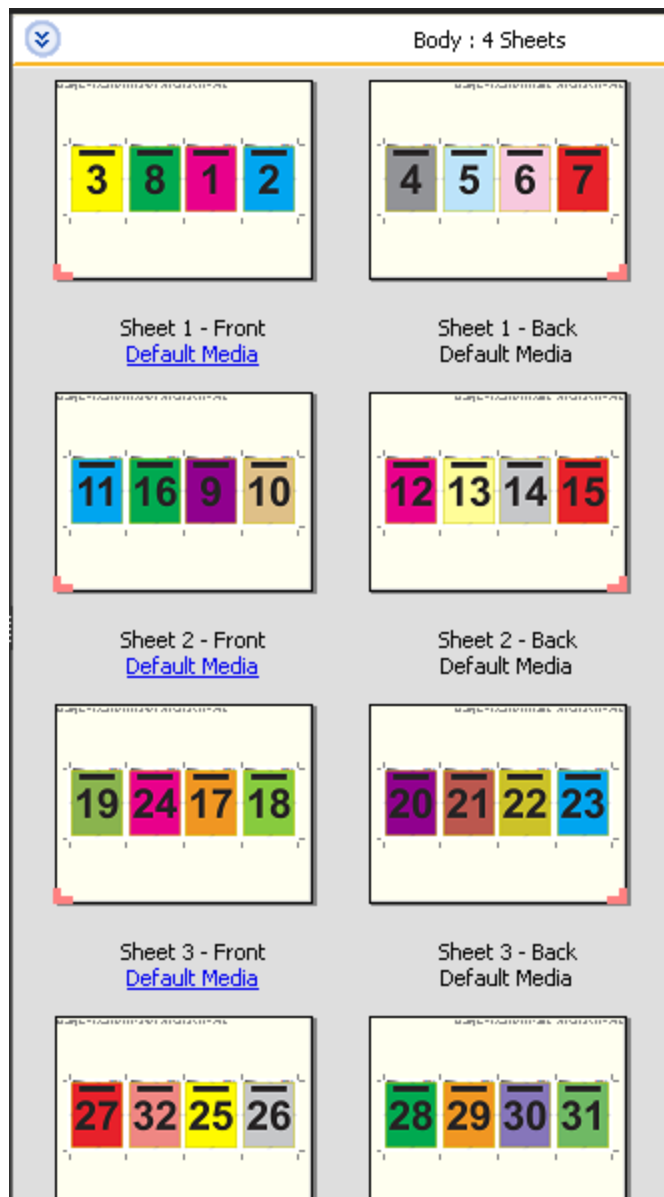 Body : 4 Sheets
3 8 1 2
4 5 6 7
Sheet 1 - Front
Default Media
Sheet 1 - Back
Default Media
11 16 9 10
12 13 14 15
Sheet 2 - Front
Default Media
Sheet 2 - Back
Default Media
19 24 17 18
20 21 22 23
Sheet 3 - Front
Default Media
Sheet 3 - Back
Default Media
27 32 25 26
28 29 30 31